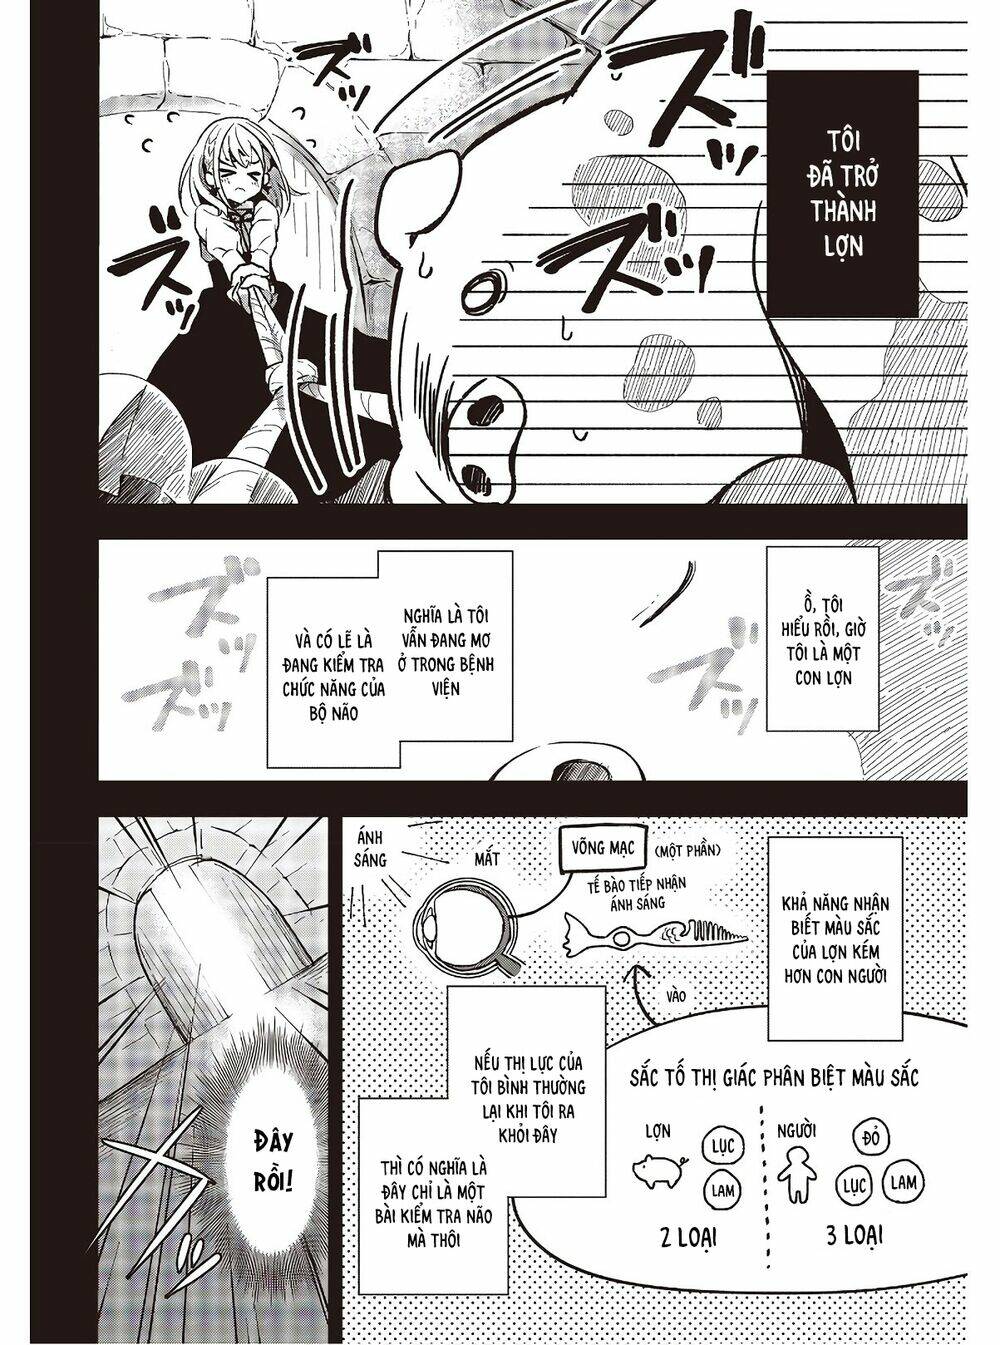 TÔI
ĐÃ TRỞ
THÀNH
LỢN
ズズッ
ズズッ
ズズッ
Ồ, TÔI
HIỂU RỒI, GIỜ
TÔI LÀ MỘT
CON LỢN
NGHĨA LÀ TÔI
VẪN ĐANG MƠ
Ở TRONG BỆNH
VIỆN
VÀ CÓ LẼ LÀ
ĐANG KIỂM TRA
CHỨC NĂNG CỦA
BỘ NÃO
ズッ
ズッ
ズッ
ズッ
KHẢ NĂNG NHẬN
BIẾT MÀU SẮC
CỦA LỢN KÉM
HƠN CON NGƯỜI
ÁNH
SÁNG
MẮT
VÕNG MẠC
(MỘT PHẦN)
TẾ BÀO TIẾP NHẬN
ÁNH SÁNG
VÀO
SẮC TỐ THỊ GIÁC PHÂN BIỆT MÀU SẮC
LỢN
LỤC
LAM
2 LOẠI
NGƯỜI
ĐỎ
LỤC
LAM
3 LOẠI
NẾU THỊ LỰC CỦA
TÔI BÌNH THƯỜNG
LẠI KHI TÔI RA
KHỎI ĐÂY
THÌ CÓ NGHĨA LÀ
ĐÂY CHỈ LÀ MỘT
BÀI KIỂM TRA NÃO
MÀ THÔI
ĐÂY
RỒI!